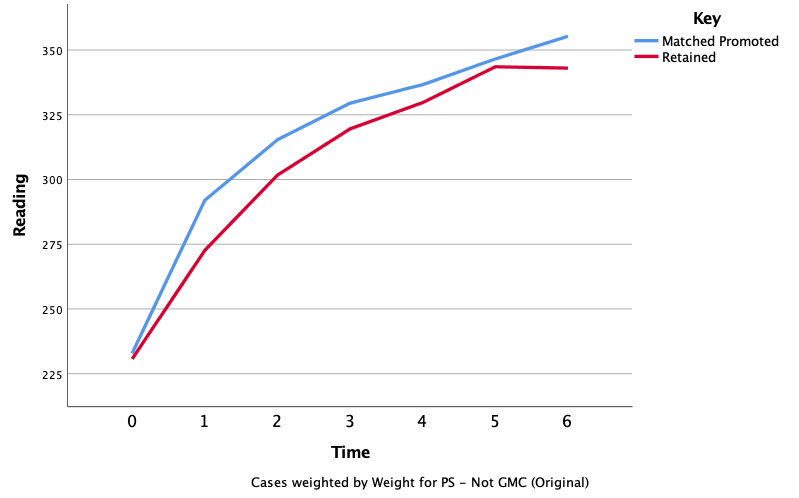 Key
Matched Promoted
Retained
350
325
300
275
250
225
Reading
0 1 2 3 4 5 6
Time
Cases weighted by Weight for PS - Not GMC (Original)